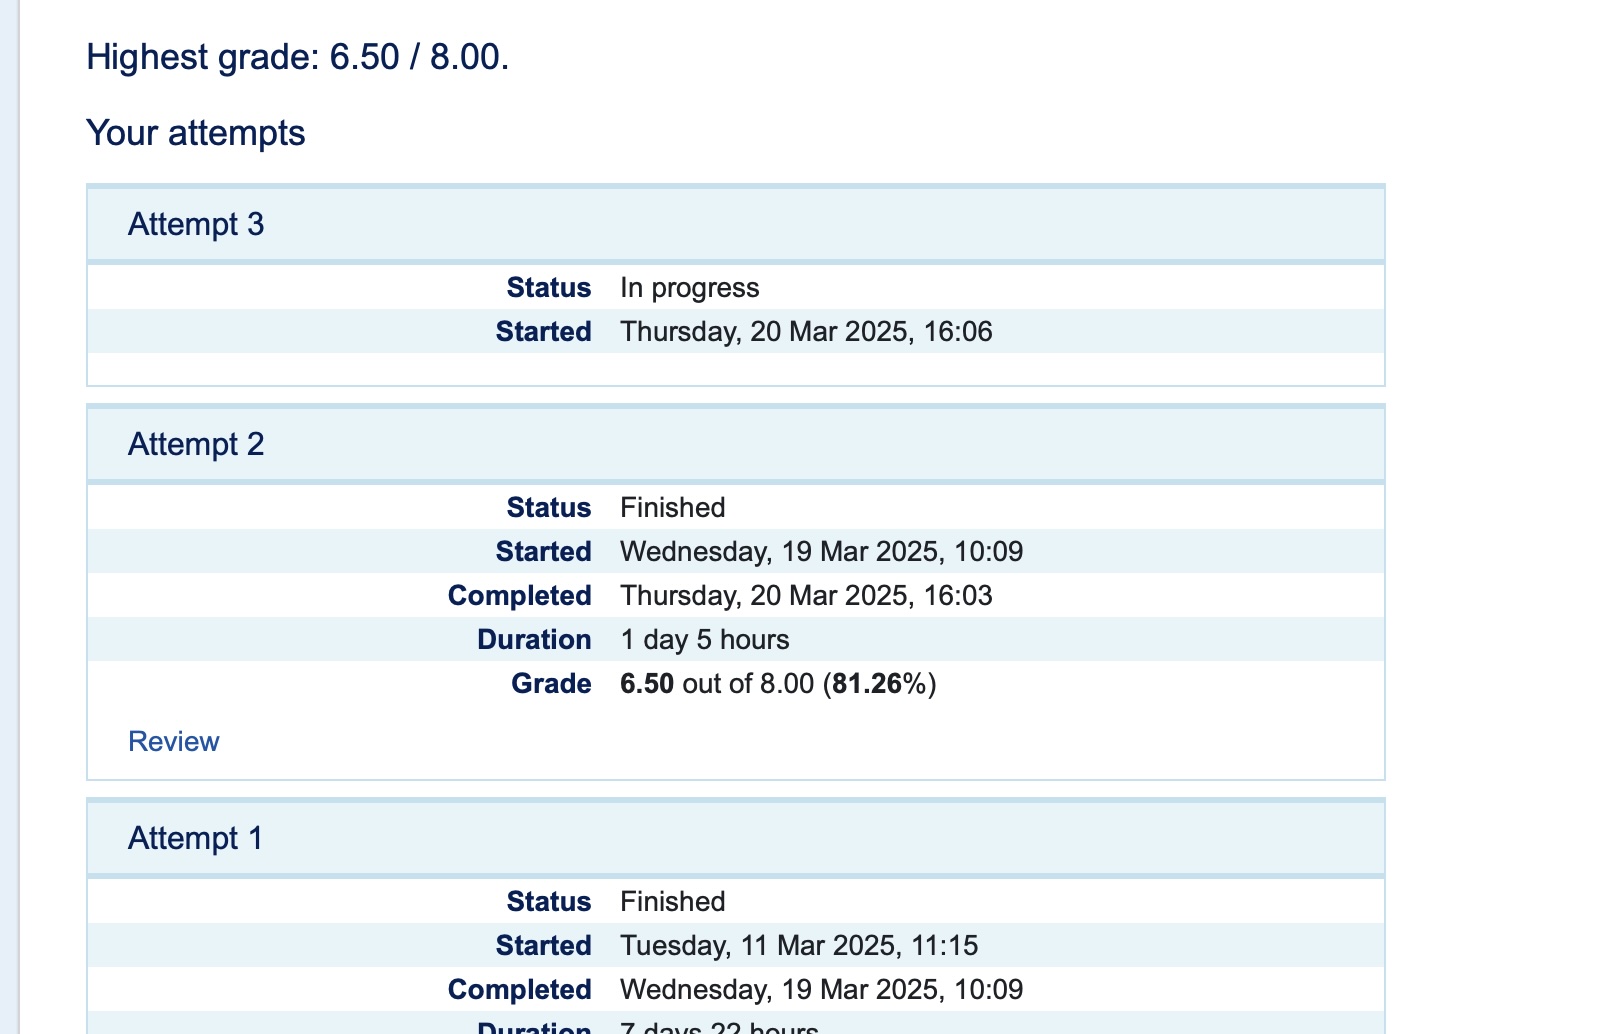 Highest grade: 6.50 / 8.00.
Your attempts
Attempt 3
Status In progress
Started Thursday, 20 Mar 2025, 16:06
Attempt 2
Status Finished
Started Wednesday, 19 Mar 2025, 10:09
Completed Thursday, 20 Mar 2025, 16:03
Duration 1 day 5 hours
Grade 6.50 out of 8.00 (81.26%)
Review
Attempt 1
Status Finished
Started Tuesday, 11 Mar 2025, 11:15
Completed Wednesday, 19 Mar 2025, 10:09
Duration 7 days 22 hours